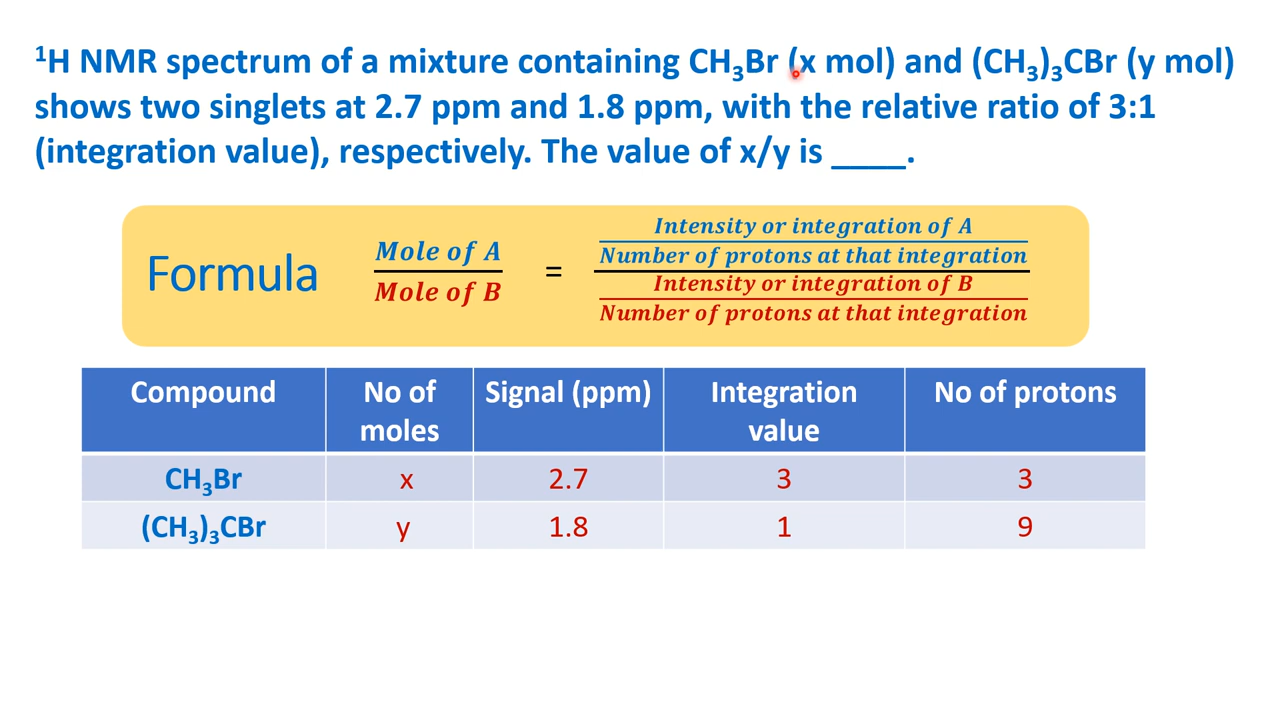 ¹H NMR spectrum of a mixture containing CH₃Br (x mol) and (CH₃)₃CBr (y mol)
shows two singlets at 2.7 ppm and 1.8 ppm, with the relative ratio of 3:1
(integration value), respectively. The value of x/y is ____.
Formula
Mole of A
Mole of B
=
Intensity or integration of A
Number of protons at that integration
Intensity or integration of B
Number of protons at that integration
Compound No of moles Signal (ppm) Integration value No of protons
CH₃Br x 2.7 3 3
(CH₃)₃CBr y 1.8 1 9